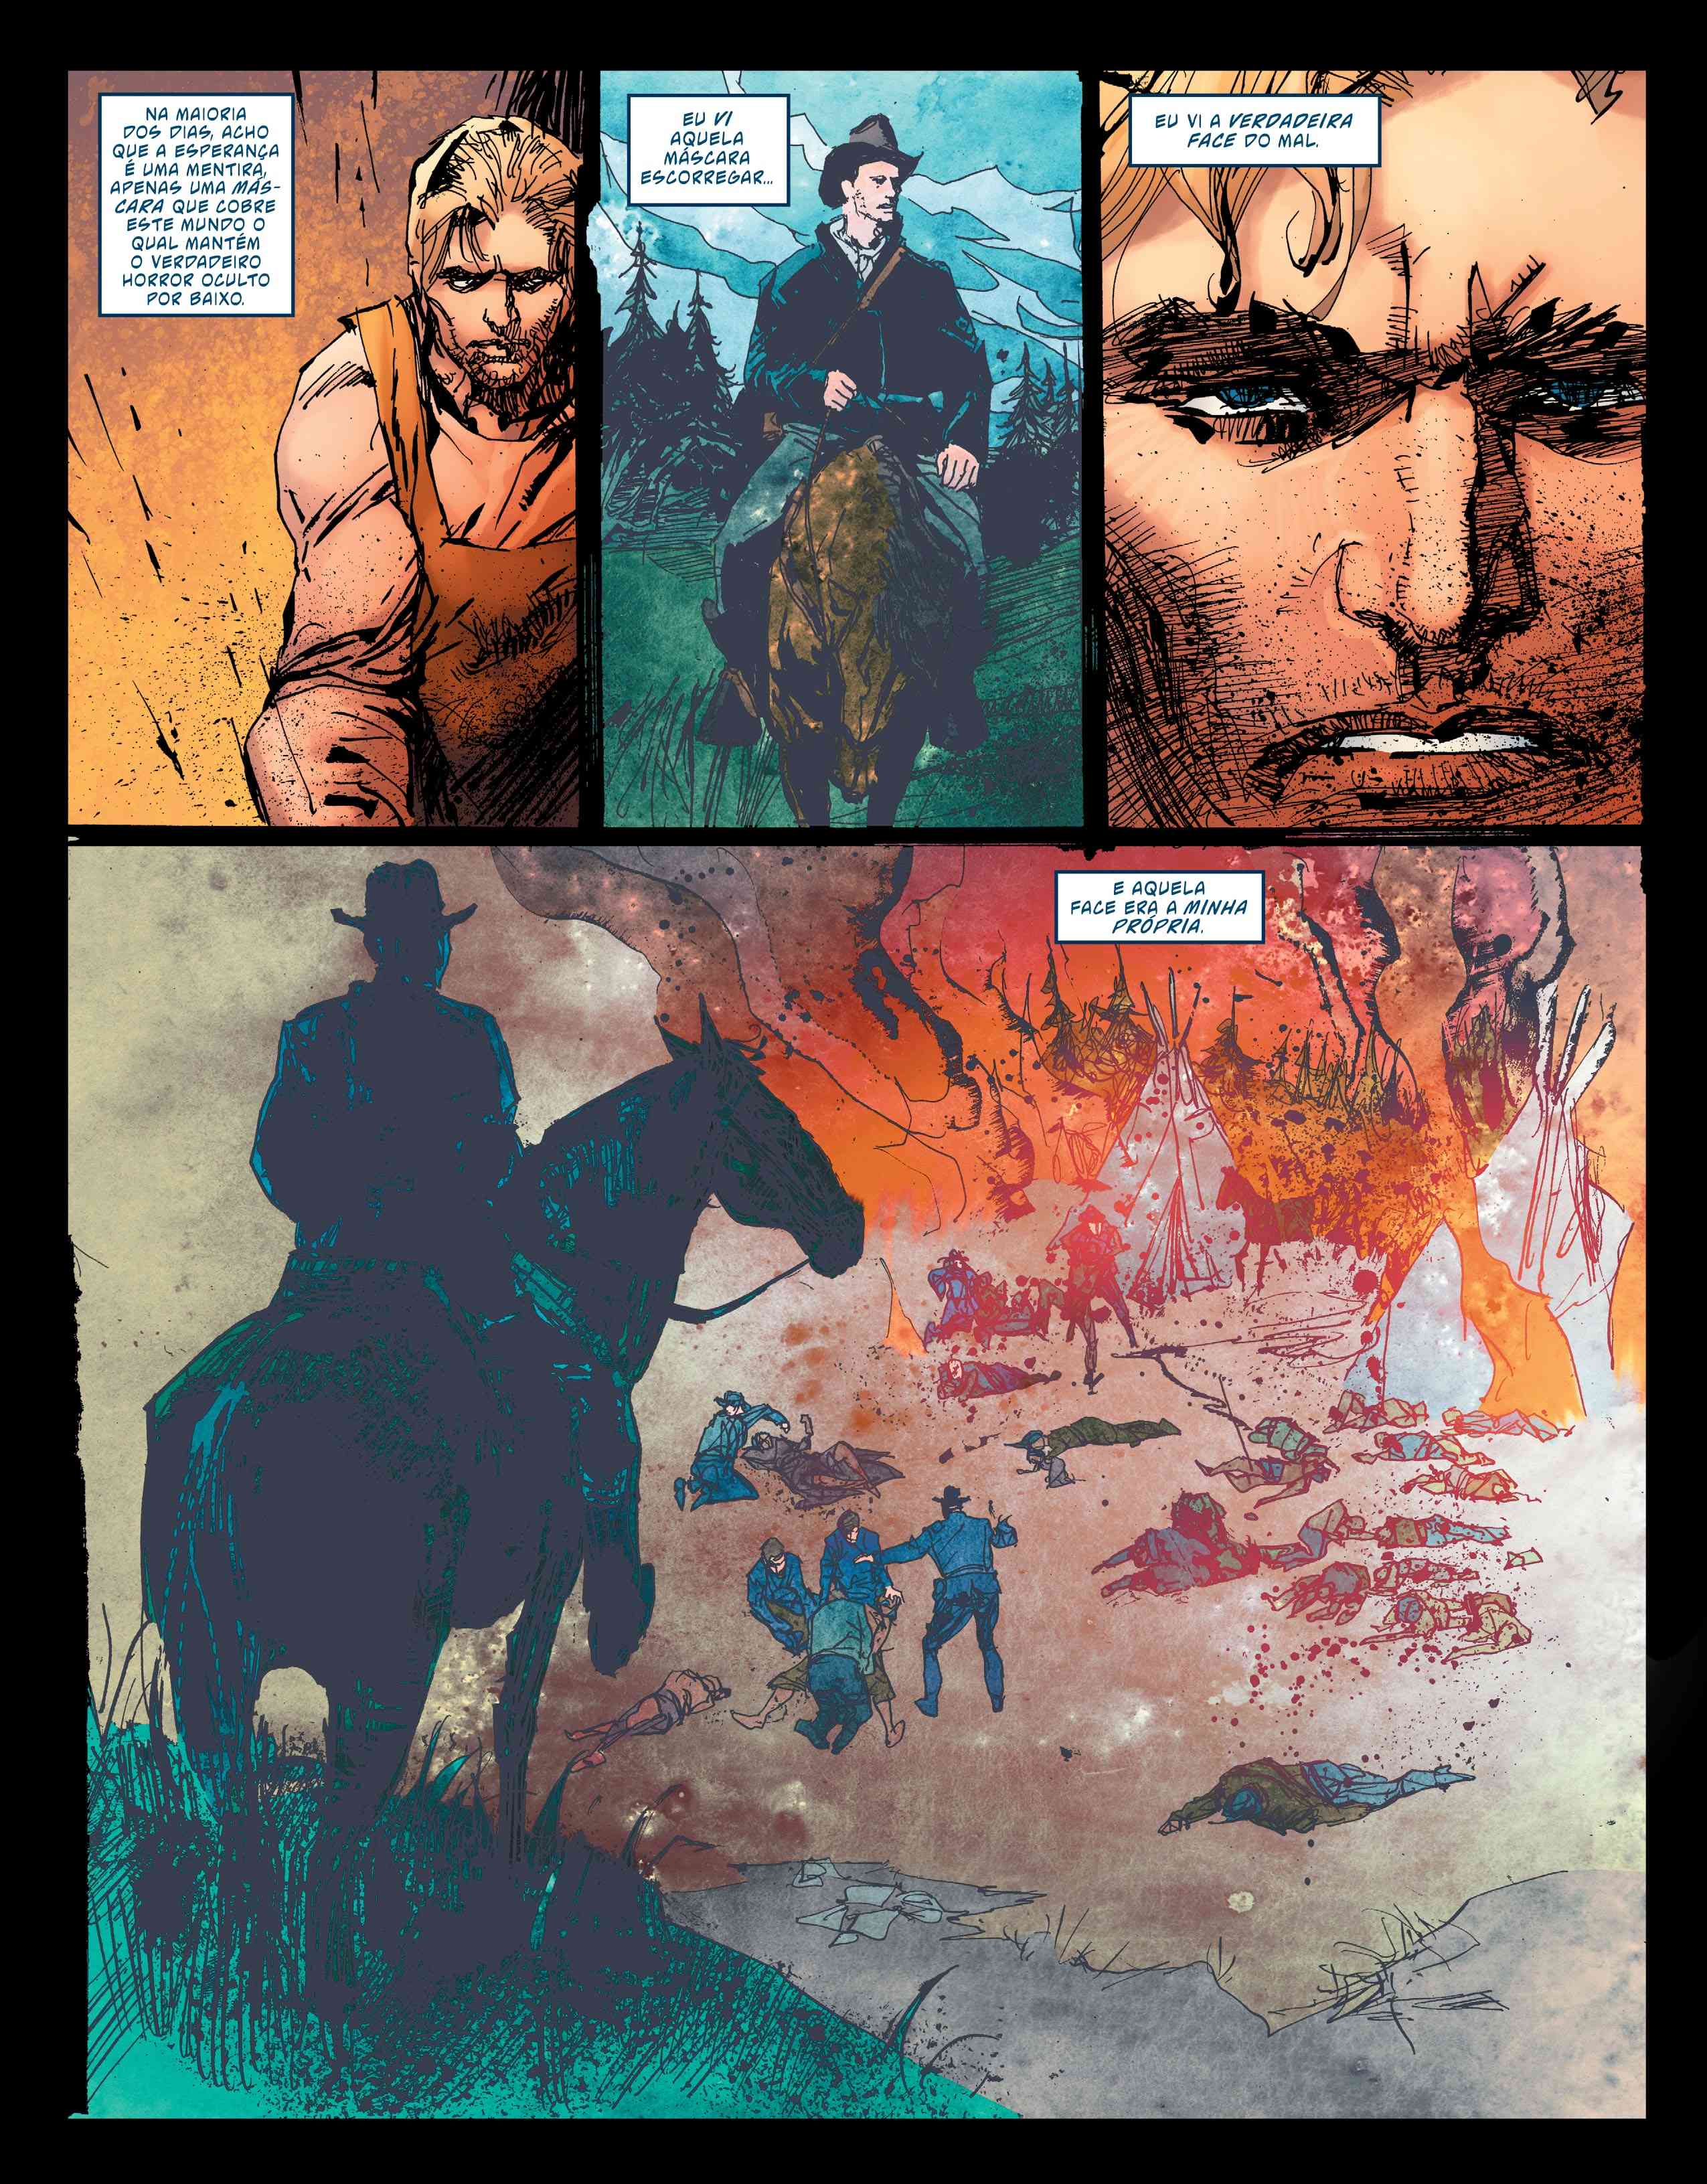 NA MAIORIA
DOS DIAS, ACHO
QUE A ESPERANÇA
É UMA MENTIRA,
APENAS UMA MÁS-
CARA QUE COBRE
ESTE MUNDO O
QUAL MANTÉM
O VERDADEIRO
HORROR OCULTO
POR BAIXO.
EU VI
AQUELA
MÁSCARA
ESCORREGAR...
EU VI A VERDADEIRA
FACE DO MAL.
E AQUELA
FACE ERA A MINHA
PRÓPRIA.